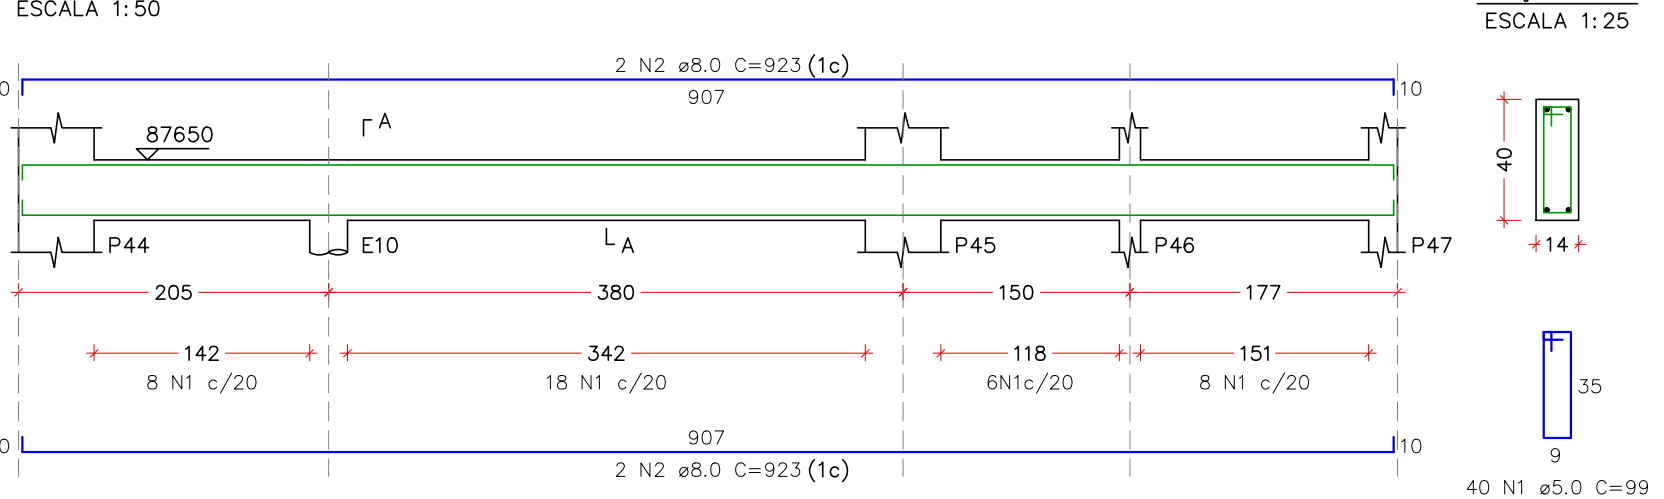 ESCALA 1:50
ESCALA 1:25
2 N2 ø8.0 C=923 (1c)
0
907
10
A
87650
40
P44
E10
A
P45
P46
P47
14
205
380
150
177
142
342
118
151
8 N1 c/20
18 N1 c/20
6N1c/20
8 N1 c/20
35
0
907
10
9
2 N2 ø8.0 C=923 (1c)
40 N1 ø5.0 C=99